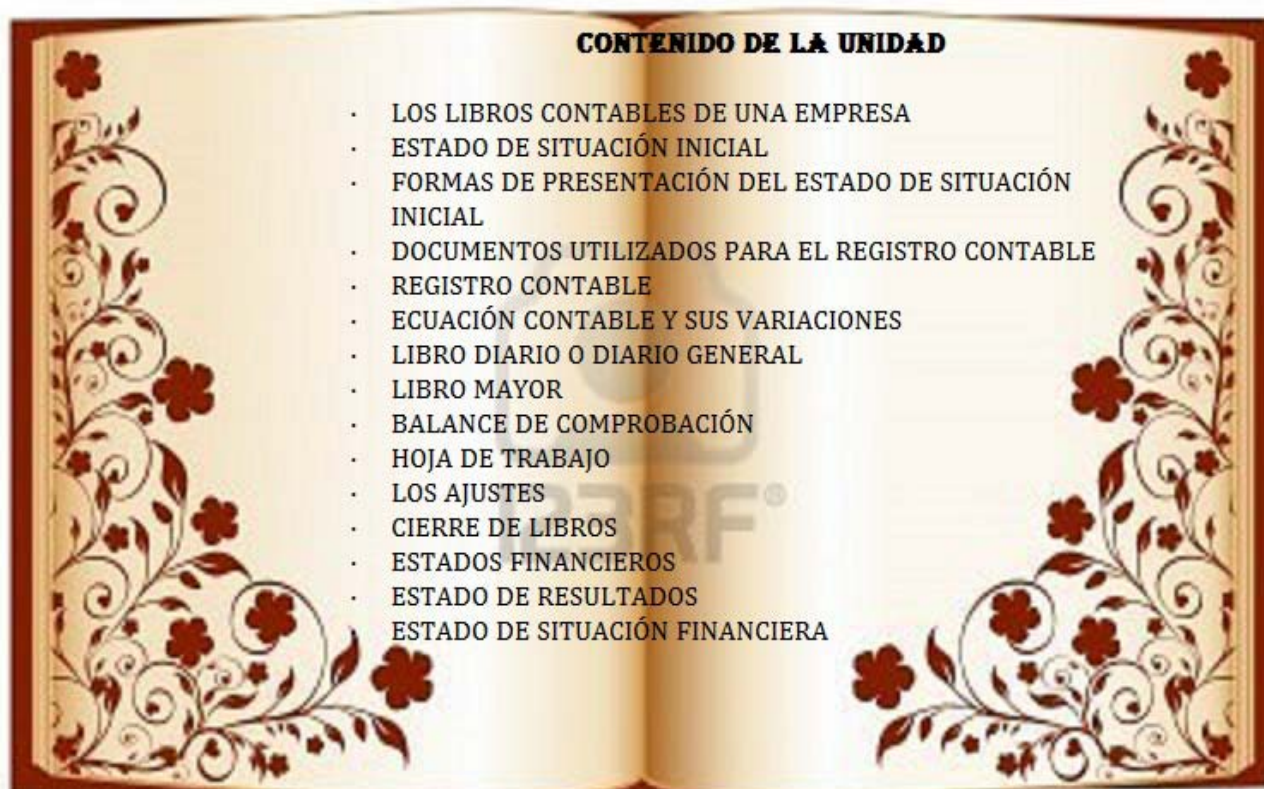 CONTENIDO DE LA UNIDAD
· LOS LIBROS CONTABLES DE UNA EMPRESA
· ESTADO DE SITUACIÓN INICIAL
· FORMAS DE PRESENTACIÓN DEL ESTADO DE SITUACIÓN
INICIAL
· DOCUMENTOS UTILIZADOS PARA EL REGISTRO CONTABLE
· REGISTRO CONTABLE
· ECUACIÓN CONTABLE Y SUS VARIACIONES
· LIBRO DIARIO O DIARIO GENERAL
· LIBRO MAYOR
· BALANCE DE COMPROBACIÓN
· HOJA DE TRABAJO
· LOS AJUSTES
· CIERRE DE LIBROS
· ESTADOS FINANCIEROS
· ESTADO DE RESULTADOS
· ESTADO DE SITUACIÓN FINANCIERA
123RF®